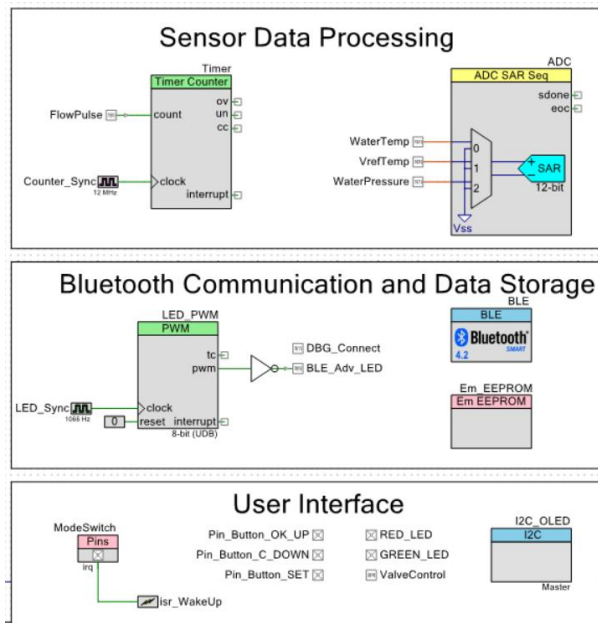 Sensor Data Processing
Timer
Timer Counter
FlowPulse
count
ov
un
cc
Counter_Sync
12 MHz
clock
interrupt
ADC
ADC SAR Seq
sdone
eoc
WaterTemp
VrefTemp
WaterPressure
0
1
2
+
−
SAR
12-bit
Vss
Bluetooth Communication and Data Storage
LED_PWM
PWM
tc
pwm
LED_Sync
1066 Hz
clock
0
reset
interrupt
8-bit (UDB)
DBG_Connect
BLE_Adv_LED
BLE
BLE
Bluetooth®
SMART
4.2
Em_EEPROM
Em EEPROM
User Interface
ModeSwitch
Pins
irq
isr_WakeUp
Pin_Button_OK_UP
Pin_Button_C_DOWN
Pin_Button_SET
RED_LED
GREEN_LED
ValveControl
I2C_OLED
I2C
Master